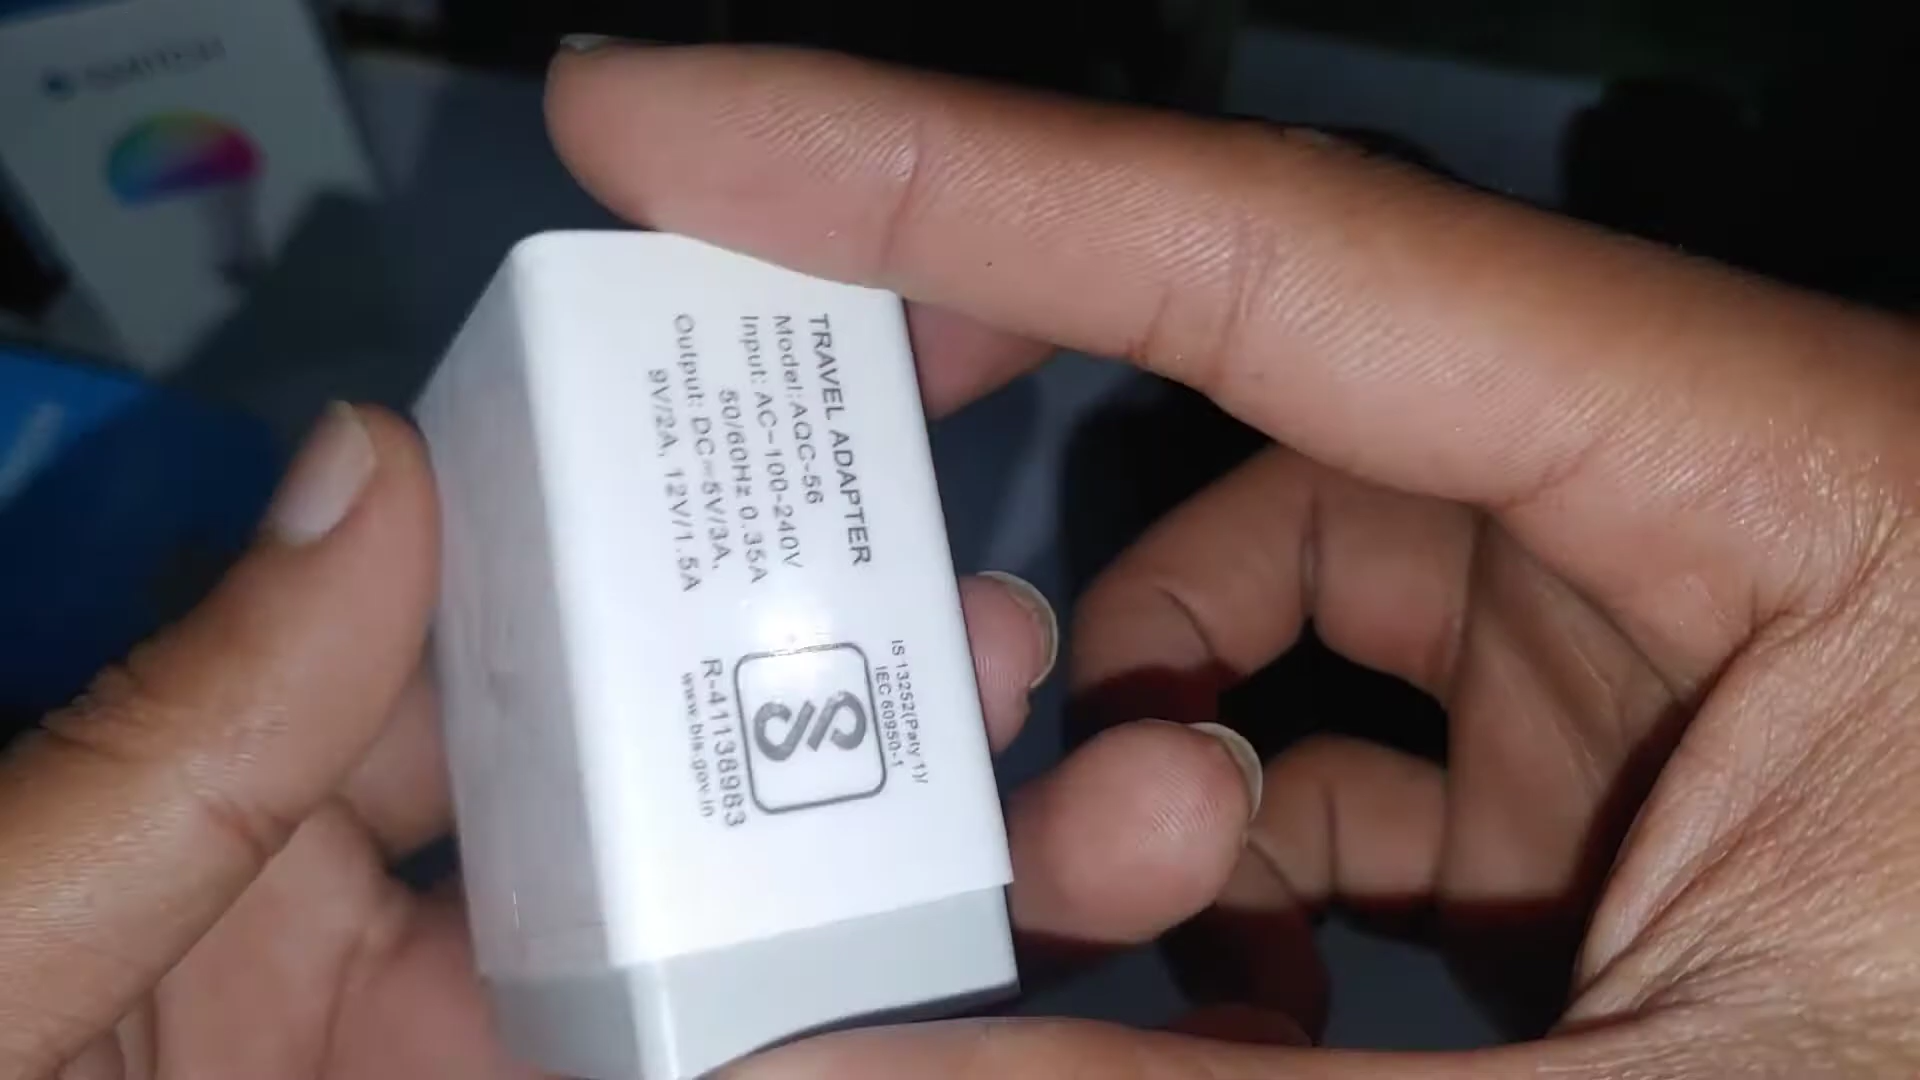 TRAVEL ADAPTER
Model:AQC-56
Input: AC~100-240V
50/60Hz 0.35A
Output: DC⎓5V/3A,
9V/2A, 12V/1.5A
IS 13252(Paty 1)/
IEC 60950-1
R-41138983
www.bis.gov.in